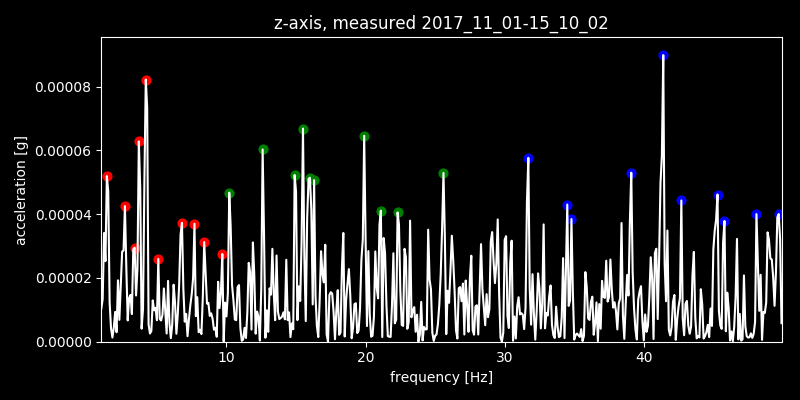 z-axis, measured 2017_11_01-15_10_02
0.00008
0.00006
0.00004
0.00002
0.00000
acceleration [g]
10 20 30 40
frequency [Hz]